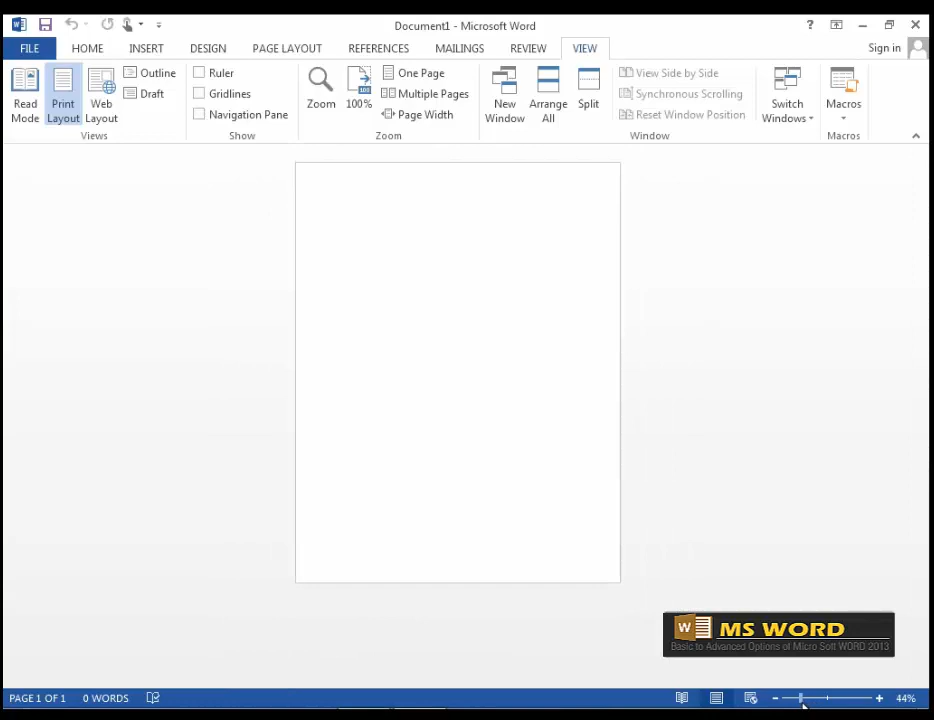 Document1 - Microsoft Word
?
Sign in
FILE HOME INSERT DESIGN PAGE LAYOUT REFERENCES MAILINGS REVIEW VIEW
Read Mode
Print Layout
Web Layout
Outline
Draft
Views
Ruler
Gridlines
Navigation Pane
Show
Zoom
100%
One Page
Multiple Pages
Page Width
Zoom
New Window
Arrange All
Split
View Side by Side
Synchronous Scrolling
Reset Window Position
Switch Windows
Window
Macros
Macros
W
MS WORD
Basic to Advanced Options of Micro Soft WORD 2013
PAGE 1 OF 1 0 WORDS 44%